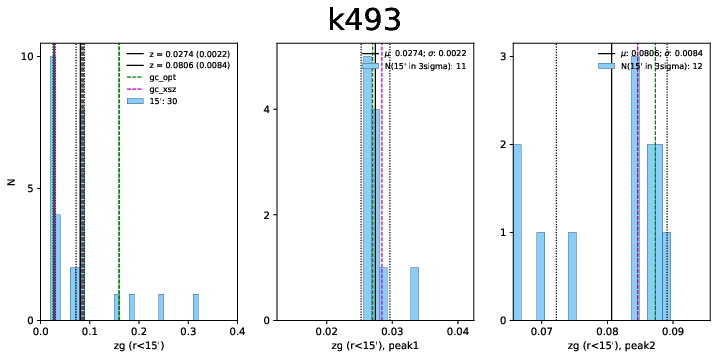 k493
z = 0.0274 (0.0022)
z = 0.0806 (0.0084)
gc_opt
gc_xsz
15': 30
N
10
5
0
0.0 0.1 0.2 0.3 0.4
zg (r<15')
μ: 0.0274; σ: 0.0022
N(15' in 3sigma): 11
4
2
0
0.02 0.03 0.04
zg (r<15'), peak1
μ: 0.0806; σ: 0.0084
N(15' in 3sigma): 12
3
2
1
0
0.07 0.08 0.09
zg (r<15'), peak2